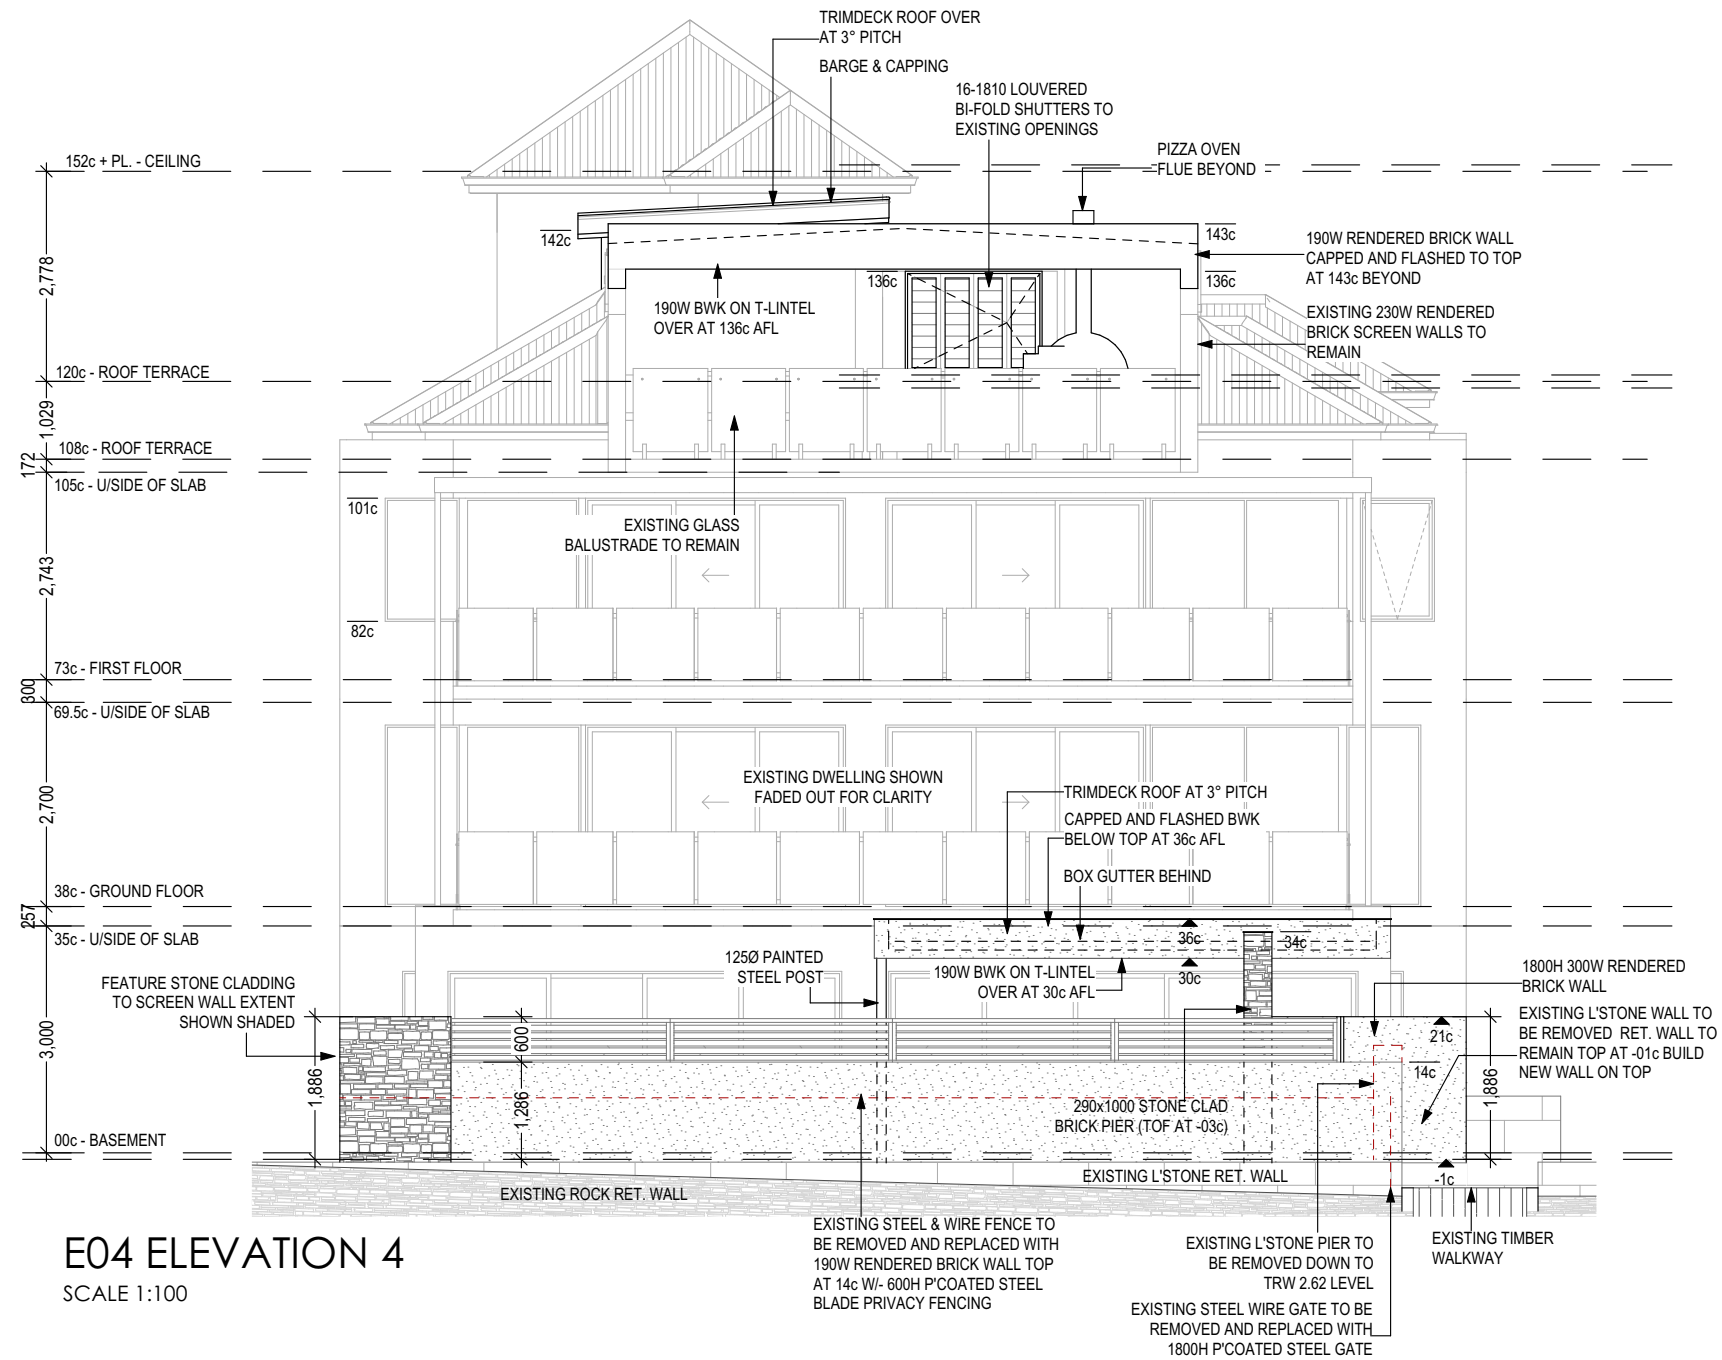 TRIMDECK ROOF OVER
AT 3° PITCH
BARGE & CAPPING
16-1810 LOUVERED
BI-FOLD SHUTTERS TO
EXISTING OPENINGS
PIZZA OVEN
FLUE BEYOND
152c + PL. - CEILING
142c
143c
190W RENDERED BRICK WALL
CAPPED AND FLASHED TO TOP
AT 143c BEYOND
136c
136c
2,778
190W BWK ON T-LINTEL
OVER AT 136c AFL
EXISTING 230W RENDERED
BRICK SCREEN WALLS TO
REMAIN
120c - ROOF TERRACE
1,029
108c - ROOF TERRACE
172
105c - U/SIDE OF SLAB
101c
EXISTING GLASS
BALUSTRADE TO REMAIN
2,743
82c
73c - FIRST FLOOR
300
69.5c - U/SIDE OF SLAB
EXISTING DWELLING SHOWN
FADED OUT FOR CLARITY
2,700
TRIMDECK ROOF AT 3° PITCH
CAPPED AND FLASHED BWK
BELOW TOP AT 36c AFL
BOX GUTTER BEHIND
38c - GROUND FLOOR
257
35c - U/SIDE OF SLAB
36c
34c
30c
125Ø PAINTED
STEEL POST
190W BWK ON T-LINTEL
OVER AT 30c AFL
FEATURE STONE CLADDING
TO SCREEN WALL EXTENT
SHOWN SHADED
1800H 300W RENDERED
BRICK WALL
EXISTING L'STONE WALL TO
BE REMOVED RET. WALL TO
REMAIN TOP AT -01c BUILD
NEW WALL ON TOP
3,000
600
21c
14c
1,886
1,286
1,886
290x1000 STONE CLAD
BRICK PIER (TOF AT -03c)
00c - BASEMENT
-1c
EXISTING ROCK RET. WALL
EXISTING L'STONE RET. WALL
EXISTING STEEL & WIRE FENCE TO
BE REMOVED AND REPLACED WITH
190W RENDERED BRICK WALL TOP
AT 14c W/- 600H P'COATED STEEL
BLADE PRIVACY FENCING
EXISTING L'STONE PIER TO
BE REMOVED DOWN TO
TRW 2.62 LEVEL
EXISTING TIMBER
WALKWAY
EXISTING STEEL WIRE GATE TO BE
REMOVED AND REPLACED WITH
1800H P'COATED STEEL GATE
E04 ELEVATION 4
SCALE 1:100